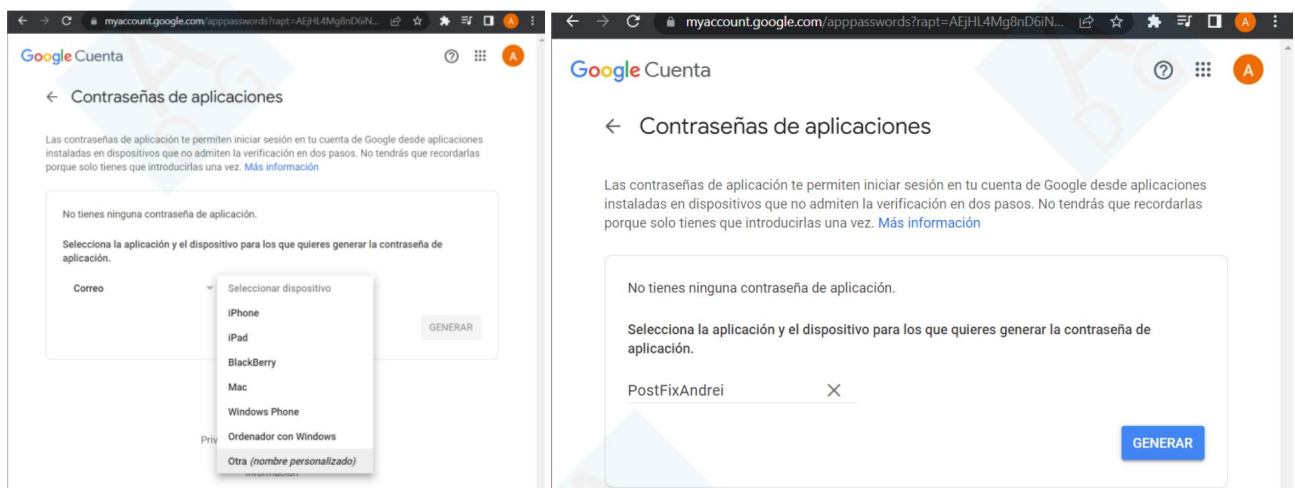 myaccount.google.com/apppasswords?rapt=AEjHL4Mg8nD6iN...
A
Google Cuenta
A
Contraseñas de aplicaciones
Las contraseñas de aplicación te permiten iniciar sesión en tu cuenta de Google desde aplicaciones
instaladas en dispositivos que no admiten la verificación en dos pasos. No tendrás que recordarlas
porque solo tienes que introducirlas una vez. Más información
No tienes ninguna contraseña de aplicación.
Selecciona la aplicación y el dispositivo para los que quieres generar la contraseña de
aplicación.
Correo
Seleccionar dispositivo
iPhone
iPad
BlackBerry
Mac
Windows Phone
Ordenador con Windows
Otra (nombre personalizado)
GENERAR
Priv
myaccount.google.com/apppasswords?rapt=AEjHL4Mg8nD6iN...
A
Google Cuenta
A
Contraseñas de aplicaciones
Las contraseñas de aplicación te permiten iniciar sesión en tu cuenta de Google desde aplicaciones
instaladas en dispositivos que no admiten la verificación en dos pasos. No tendrás que recordarlas
porque solo tienes que introducirlas una vez. Más información
No tienes ninguna contraseña de aplicación.
Selecciona la aplicación y el dispositivo para los que quieres generar la contraseña de
aplicación.
PostFixAndrei
GENERAR